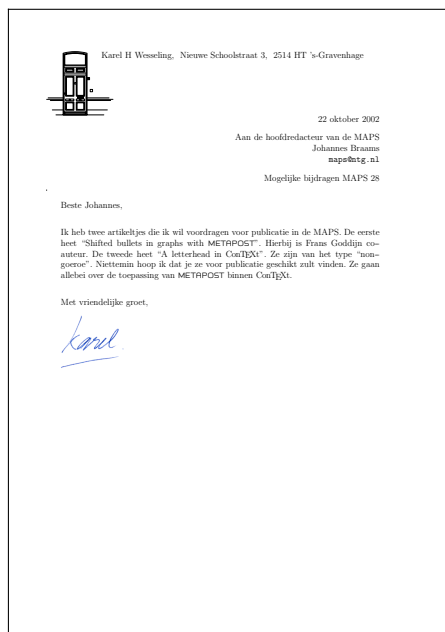 Karel H Wesseling, Nieuwe Schoolstraat 3, 2514 HT 's-Gravenhage
22 oktober 2002
Aan de hoofdredacteur van de MAPS
Johannes Braams
maps@ntg.nl
Mogelijke bijdragen MAPS 28
Beste Johannes,
Ik heb twee artikeltjes die ik wil voordragen voor publicatie in de MAPS. De eerste
heet “Shifted bullets in graphs with METAPOST”. Hierbij is Frans Goddijn co–
auteur. De tweede heet “A letterhead in ConTEXt”. Ze zijn van het type “non–
goeroe”. Niettemin hoop ik dat je ze voor publicatie geschikt zult vinden. Ze gaan
allebei over de toepassing van METAPOST binnen ConTEXt.
Met vriendelijke groet,
Karel